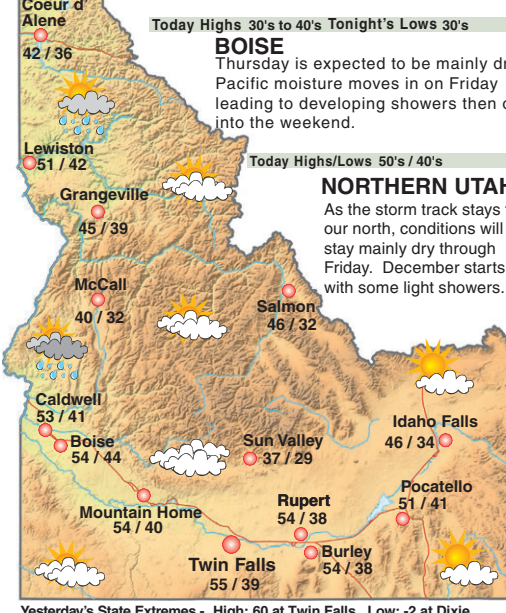 Coeur d'
Alene
42 / 36
Today Highs 30's to 40's Tonight's Lows 30's
BOISE
Thursday is expected to be mainly
Pacific moisture moves in on Friday
leading to developing showers then
into the weekend.
Lewiston
51 / 42
Today Highs/Lows 50's / 40's
NORTHERN UTAH
As the storm track stays
our north, conditions will
stay mainly dry through
Friday. December starts
with some light showers.
Grangeville
45 / 39
McCall
40 / 32
Salmon
46 / 32
Caldwell
53 / 41
Boise
54 / 44
Sun Valley
37 / 29
Idaho Falls
46 / 34
Pocatello
51 / 41
Mountain Home
54 / 40
Rupert
54 / 38
Twin Falls
55 / 39
Burley
54 / 38
Yesterday's State Extremes - High: 60 at Twin Falls Low: -2 at Dixie